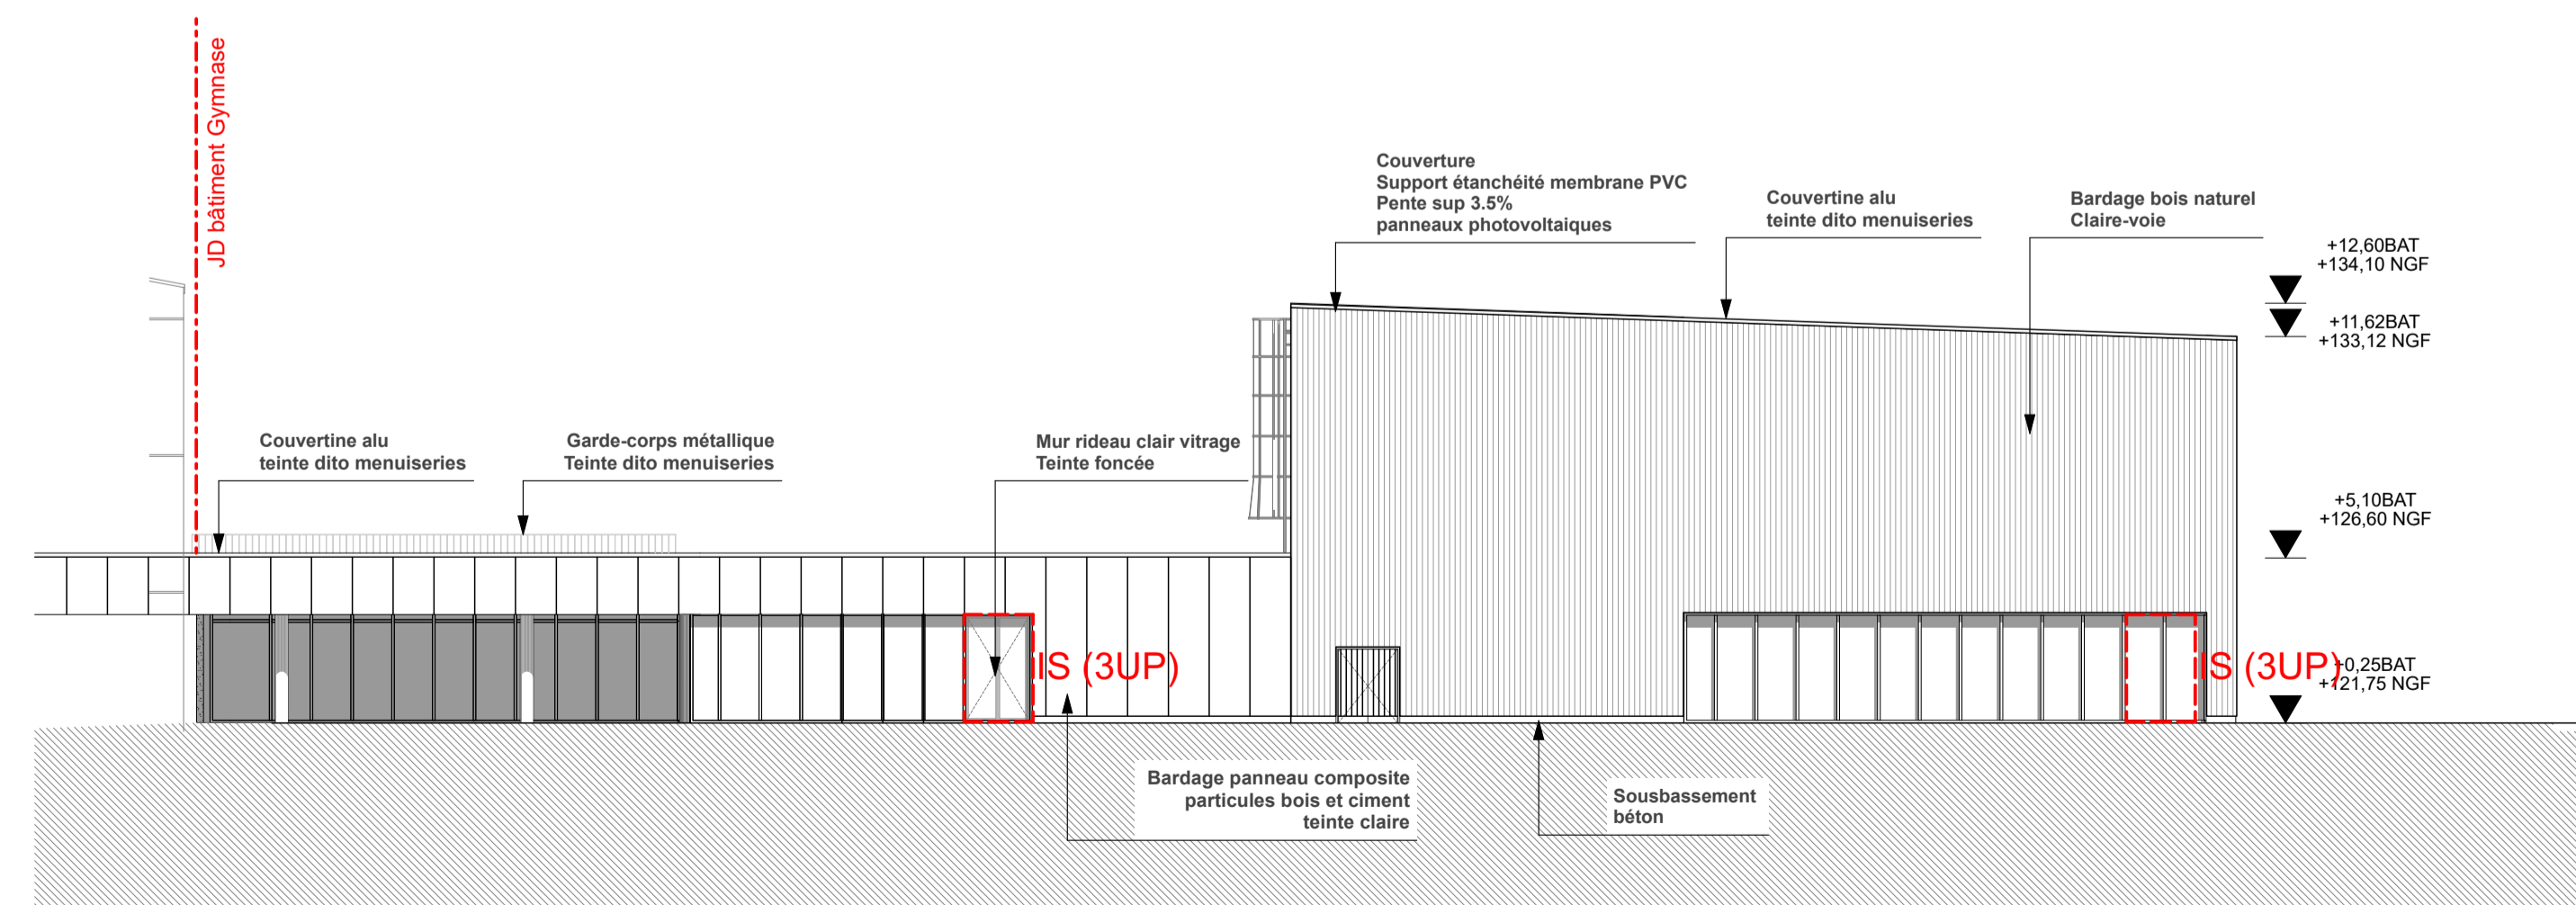 JD bâtiment Gymnase
Couverture
Support étanchéité membrane PVC
Pente sup 3.5%
panneaux photovoltaiques
Couvertine alu
teinte dito menuiseries
Bardage bois naturel
Claire-voie
+12,60BAT
+134,10 NGF
+11,62BAT
+133,12 NGF
Couvertine alu
teinte dito menuiseries
Garde-corps métallique
Teinte dito menuiseries
Mur rideau clair vitrage
Teinte foncée
+5,10BAT
+126,60 NGF
IS (3UP)
IS (3UP)
+0,25BAT
+121,75 NGF
Bardage panneau composite
particules bois et ciment
teinte claire
Sousbassement
béton